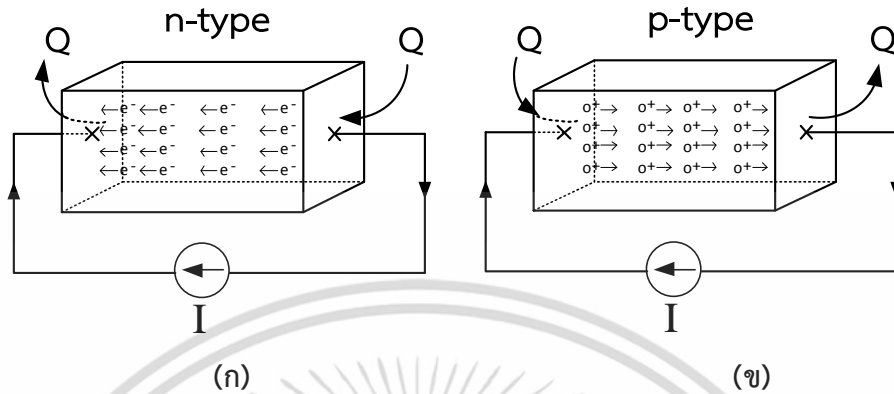 n-type
p-type
Q
Q
Q
Q
←e⁻ ←e⁻ ←e⁻ ←e⁻
←e⁻ ←e⁻ ←e⁻ ←e⁻
←e⁻ ←e⁻ ←e⁻ ←e⁻
←e⁻ ←e⁻ ←e⁻ ←e⁻
o⁺→ o⁺→ o⁺→ o⁺→
o⁺→ o⁺→ o⁺→ o⁺→
o⁺→ o⁺→ o⁺→ o⁺→
o⁺→ o⁺→ o⁺→ o⁺→
I
I
(ก)
(ข)